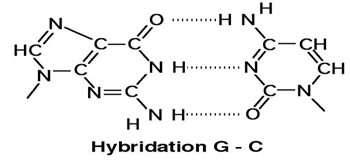 O H N H
N C C C CH
HC N H N CH
N C C N
N C O N
N H
H
Hybridation G - C